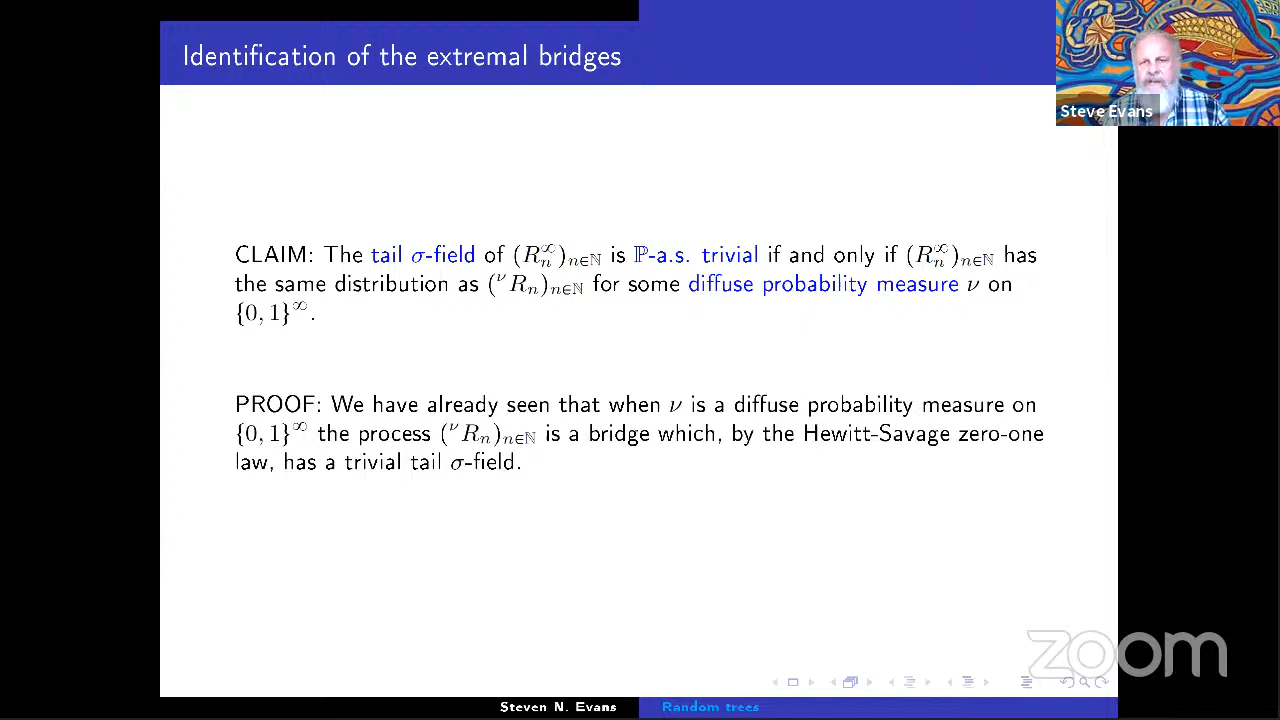 Identification of the extremal bridges
Steve Evans
CLAIM: The tail σ-field of (R_n^∞)_{n∈ℕ} is ℙ-a.s. trivial if and only if (R_n^∞)_{n∈ℕ} has
the same distribution as (^νR_n)_{n∈ℕ} for some diffuse probability measure ν on
{0, 1}^∞.
PROOF: We have already seen that when ν is a diffuse probability measure on
{0, 1}^∞ the process (^νR_n)_{n∈ℕ} is a bridge which, by the Hewitt-Savage zero-one
law, has a trivial tail σ-field.
zoom
Steven N. Evans
Random trees